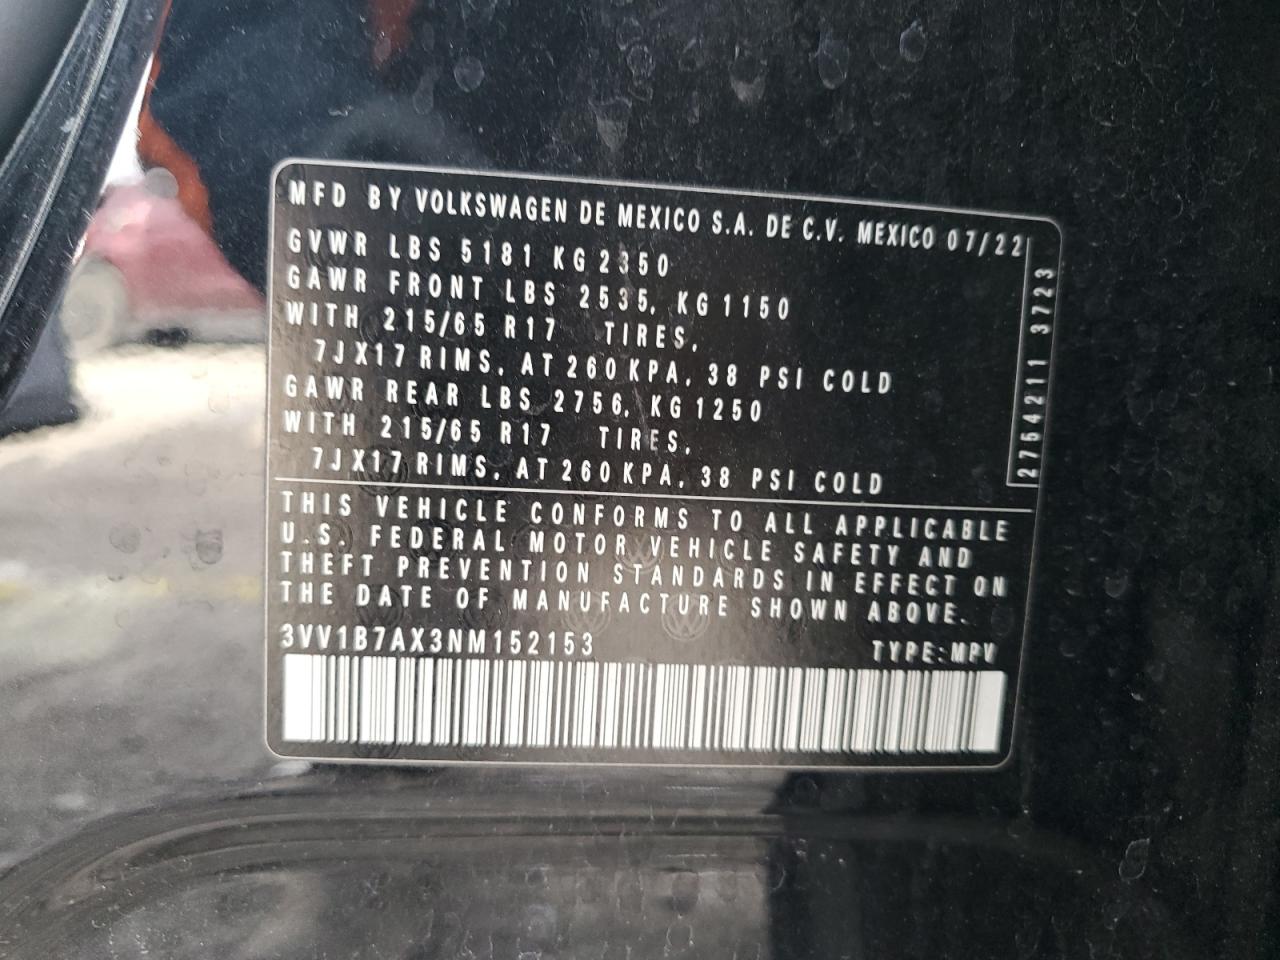 MFD BY VOLKSWAGEN DE MEXICO S.A. DE C.V. MEXICO 07/22
GVWR LBS 5181 KG 2350
GAWR FRONT LBS 2535, KG 1150
WITH 215/65 R17 TIRES,
7JX17 RIMS, AT 260 KPA, 38 PSI COLD
GAWR REAR LBS 2756, KG 1250
WITH 215/65 R17 TIRES,
7JX17 RIMS, AT 260 KPA, 38 PSI COLD
2754211 3723
THIS VEHICLE CONFORMS TO ALL APPLICABLE
U.S. FEDERAL MOTOR VEHICLE SAFETY AND
THEFT PREVENTION STANDARDS IN EFFECT ON
THE DATE OF MANUFACTURE SHOWN ABOVE.
3VV1B7AX3NM152153 TYPE:MPV